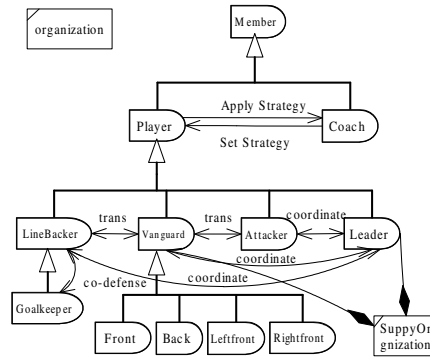 Member
organization
Apply Strategy
Player
Coach
Set Strategy
trans
trans
coordinate
LineBacker
Vanguard
Attacker
Leader
coordinate
co-defense
coordinate
Goalkeeper
Front
Back
Leftfront
Rightfront
SuppyOr
gnization